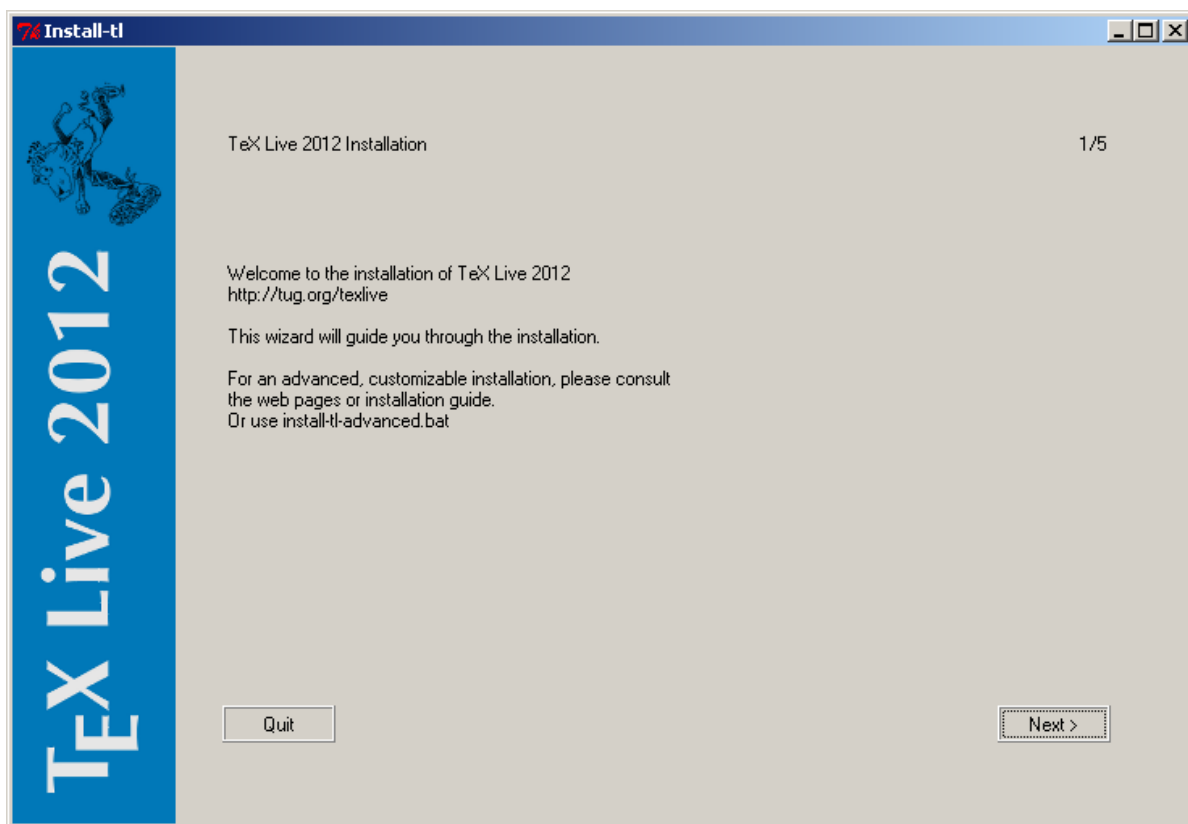 Install-tl
TeX Live 2012
TeX Live 2012 Installation
1/5
Welcome to the installation of TeX Live 2012
http://tug.org/texlive
This wizard will guide you through the installation.
For an advanced, customizable installation, please consult
the web pages or installation guide.
Or use install-tl-advanced.bat
Quit
Next >